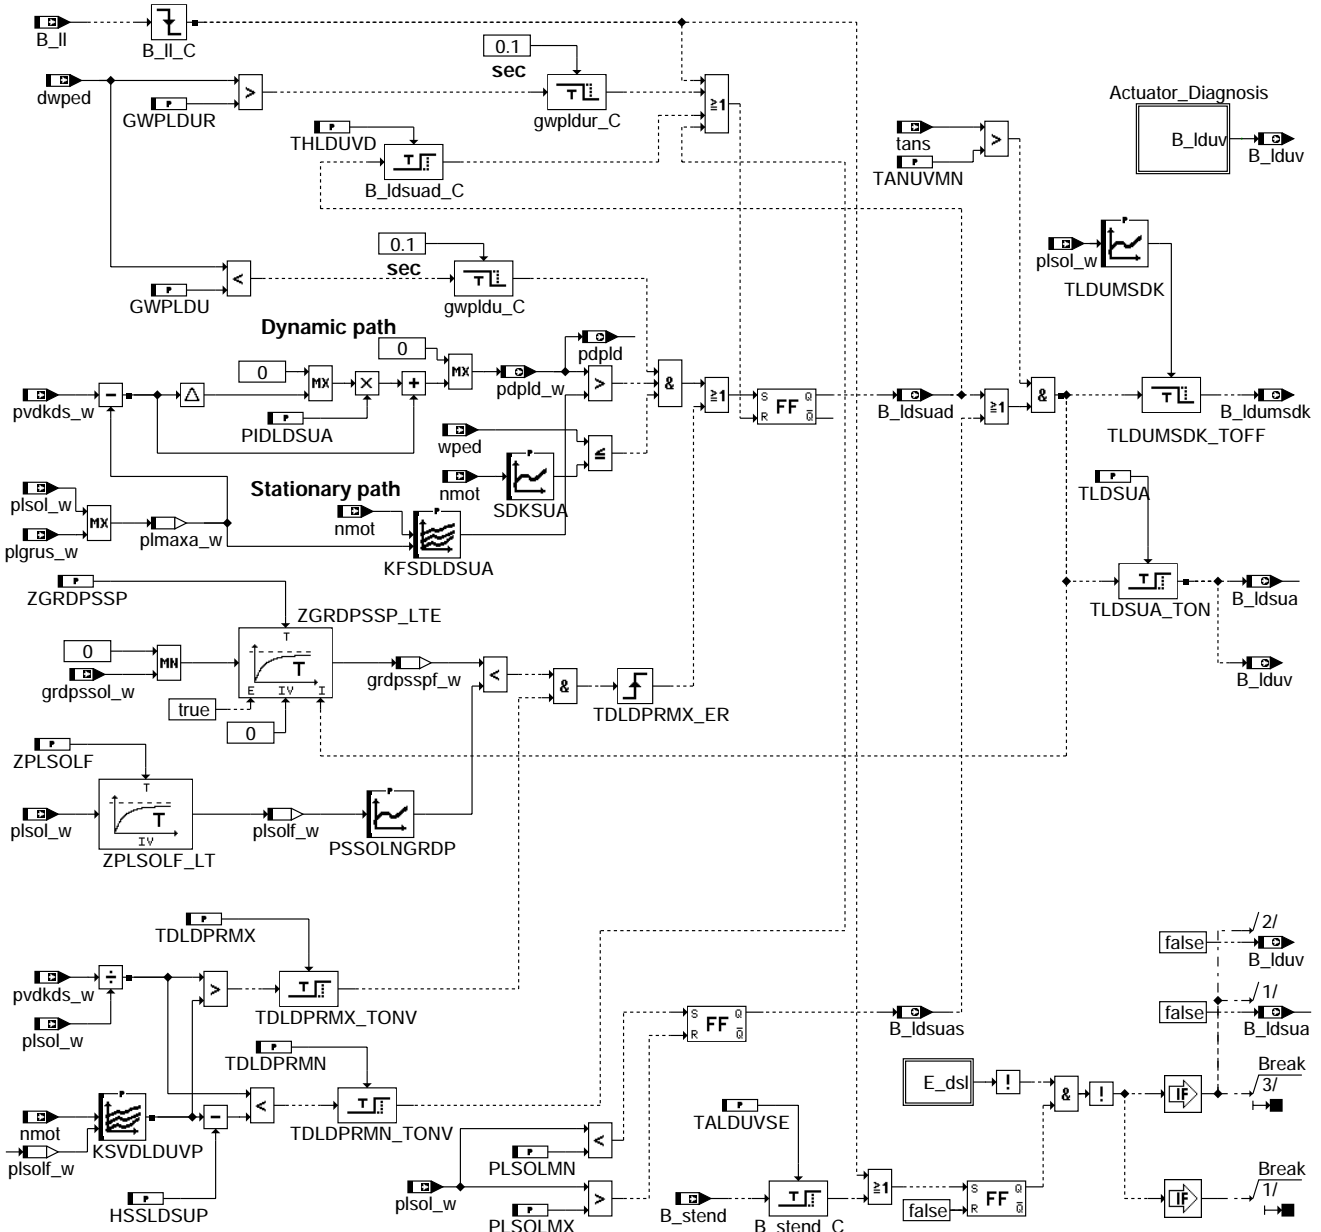 B_ll
B_ll_C
dwped
>
P
GWPLDUR
0.1
sec
T
gwpldur_C
≥1
P
THLDUVD
T
B_ldsuad_C
tans
>
P
TANUVMN
Actuator_Diagnosis
B_lduv
B_lduv
0.1
sec
T
gwpldu_C
<
P
GWPLDU
P
plsol_w
TLDUMSDK
Dynamic path
0
0
MX
MX
×
+
-
Δ
pvdkds_w
P
PIDLDSUA
pdpld
pdpld_w
>
&
≥1
S
R
FF
Q
Q̅
B_ldsuad
≥1
&
T
TLDUMSDK_TOFF
B_ldumsdk
wped
≤
nmot
P
SDKSUA
Stationary path
plsol_w
plgrus_w
MX
plmaxa_w
nmot
P
KFSDLDSUA
P
TLDSUA
T
TLDSUA_TON
B_ldsua
B_lduv
P
ZGRDPSSP
ZGRDPSSP_LTE
T
T
E
IV
I
0
grdpssol_w
MN
true
0
grdpsspf_w
<
&
TDLDPRMX_ER
P
ZPLSOLF
T
T
IV
plsol_w
ZPLSOLF_LT
plsolf_w
P
PSSOLNGRDP
P
TDLDPRMX
pvdkds_w
÷
plsol_w
>
T
TDLDPRMX_TONV
P
TDLDPRMN
nmot
plsolf_w
P
KSVDLDUVP
-
<
T
TDLDPRMN_TONV
P
HSSLDSUP
S
R
FF
Q
Q̅
B_ldsuas
<
P
PLSOLMN
plsol_w
>
P
PLSOLMX
P
TALDUVSE
B_stend
T
B_stend_C
≥1
false
S
R
FF
Q
Q̅
E_dsl
!
&
!
IF
IF
false
2/
B_lduv
false
1/
B_ldsua
Break
3/
Break
1/